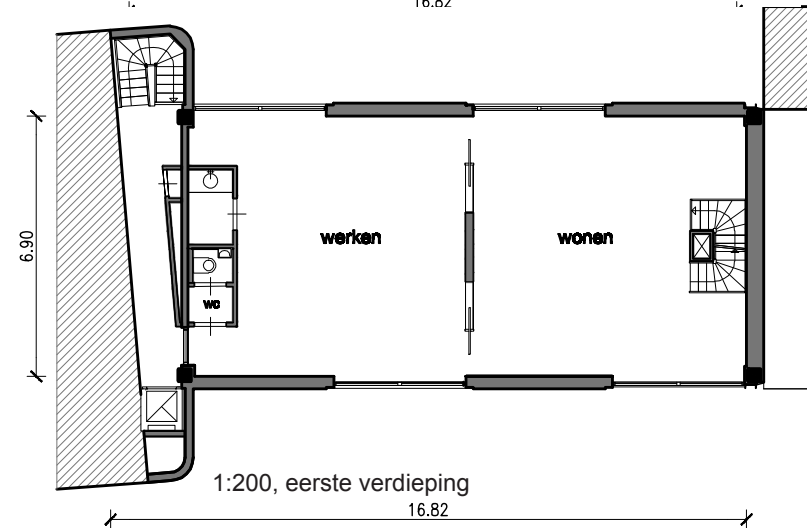 16.82
6.90
werken
wonen
wc
1:200, eerste verdieping
16.82